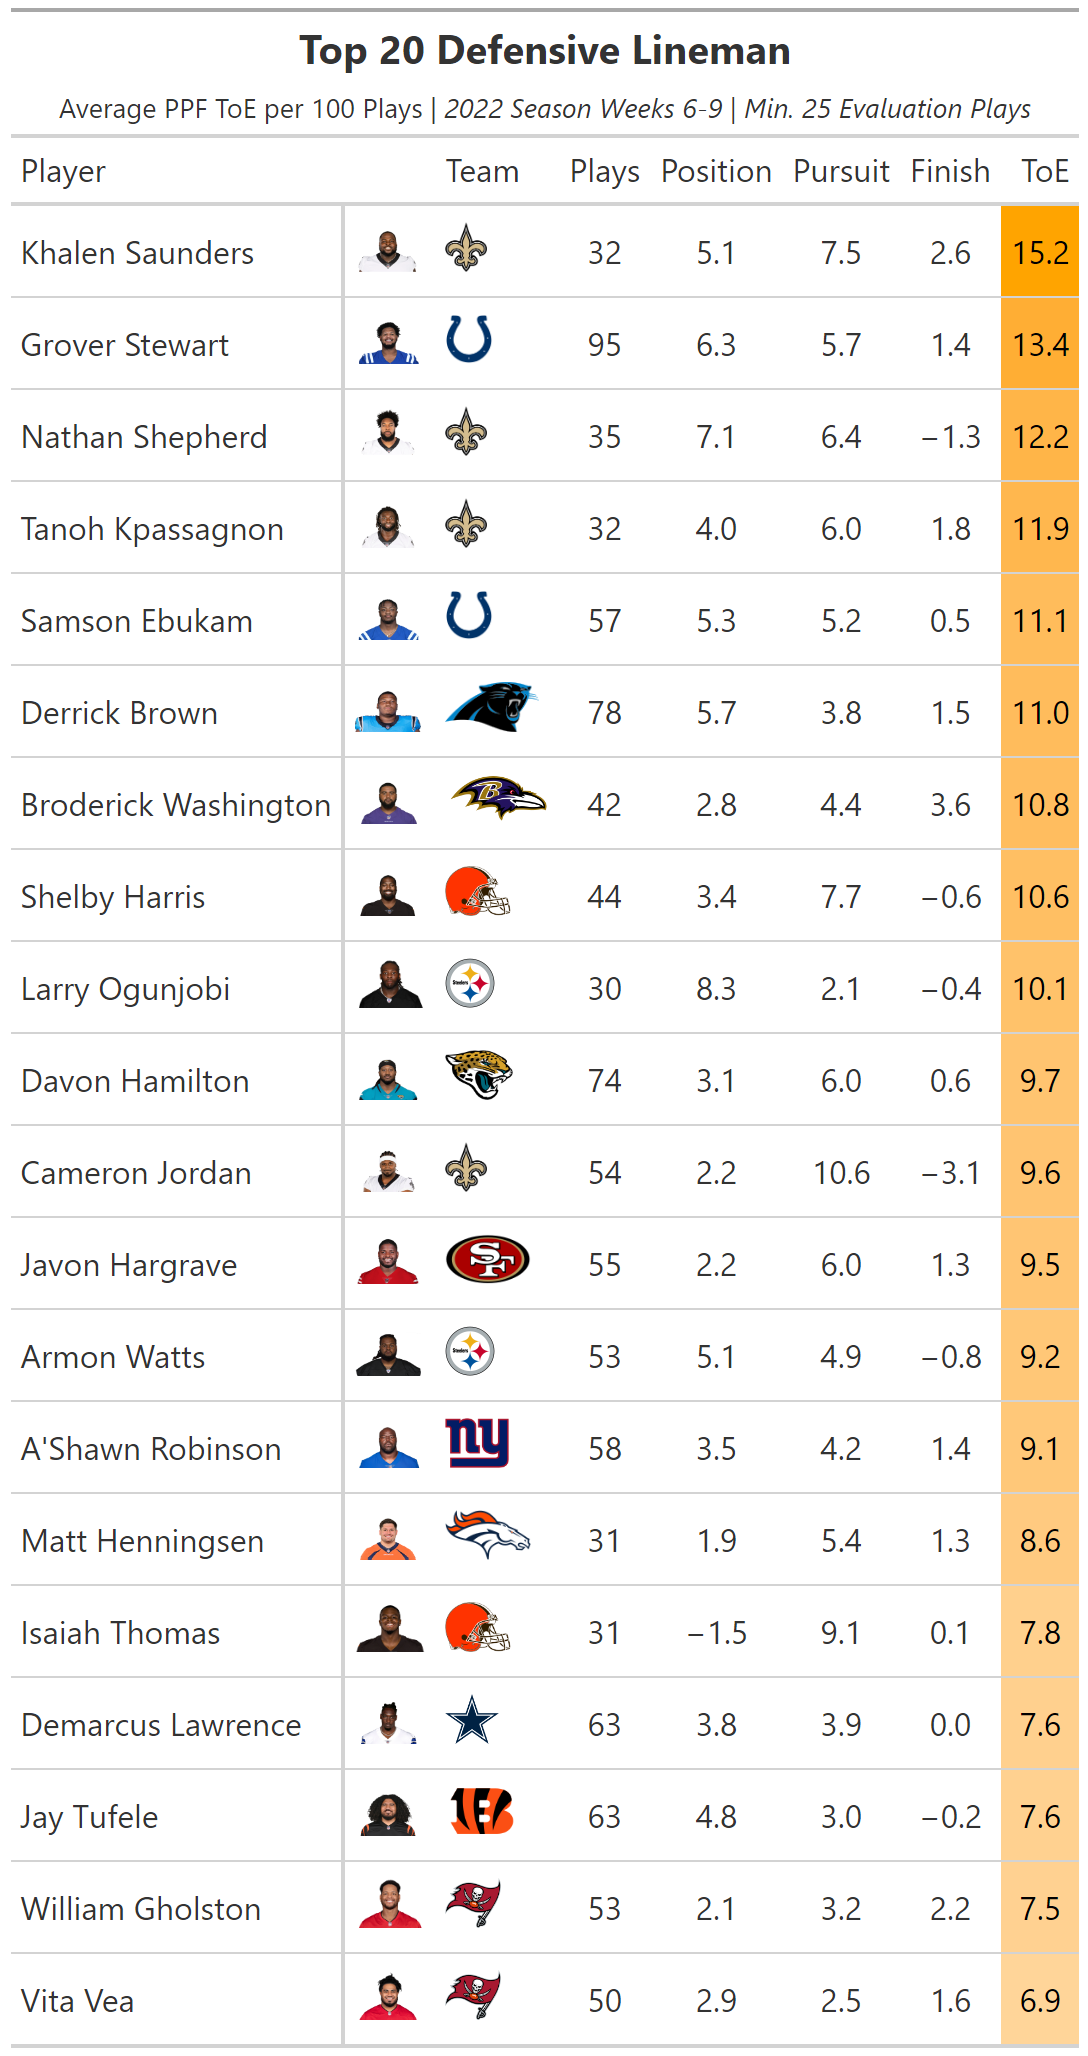 Top 20 Defensive Lineman
Average PPF ToE per 100 Plays | 2022 Season Weeks 6-9 | Min. 25 Evaluation Plays
Player Team Plays Position Pursuit Finish ToE
Khalen Saunders 32 5.1 7.5 2.6 15.2
Grover Stewart 95 6.3 5.7 1.4 13.4
Nathan Shepherd 35 7.1 6.4 −1.3 12.2
Tanoh Kpassagnon 32 4.0 6.0 1.8 11.9
Samson Ebukam 57 5.3 5.2 0.5 11.1
Derrick Brown 78 5.7 3.8 1.5 11.0
Broderick Washington B 42 2.8 4.4 3.6 10.8
Shelby Harris 44 3.4 7.7 −0.6 10.6
Larry Ogunjobi Steelers 30 8.3 2.1 −0.4 10.1
Davon Hamilton 74 3.1 6.0 0.6 9.7
Cameron Jordan 54 2.2 10.6 −3.1 9.6
Javon Hargrave SF 55 2.2 6.0 1.3 9.5
Armon Watts Steelers 53 5.1 4.9 −0.8 9.2
A'Shawn Robinson ny 58 3.5 4.2 1.4 9.1
Matt Henningsen 31 1.9 5.4 1.3 8.6
Isaiah Thomas 31 −1.5 9.1 0.1 7.8
Demarcus Lawrence 63 3.8 3.9 0.0 7.6
Jay Tufele B 63 4.8 3.0 −0.2 7.6
William Gholston 53 2.1 3.2 2.2 7.5
Vita Vea 50 2.9 2.5 1.6 6.9